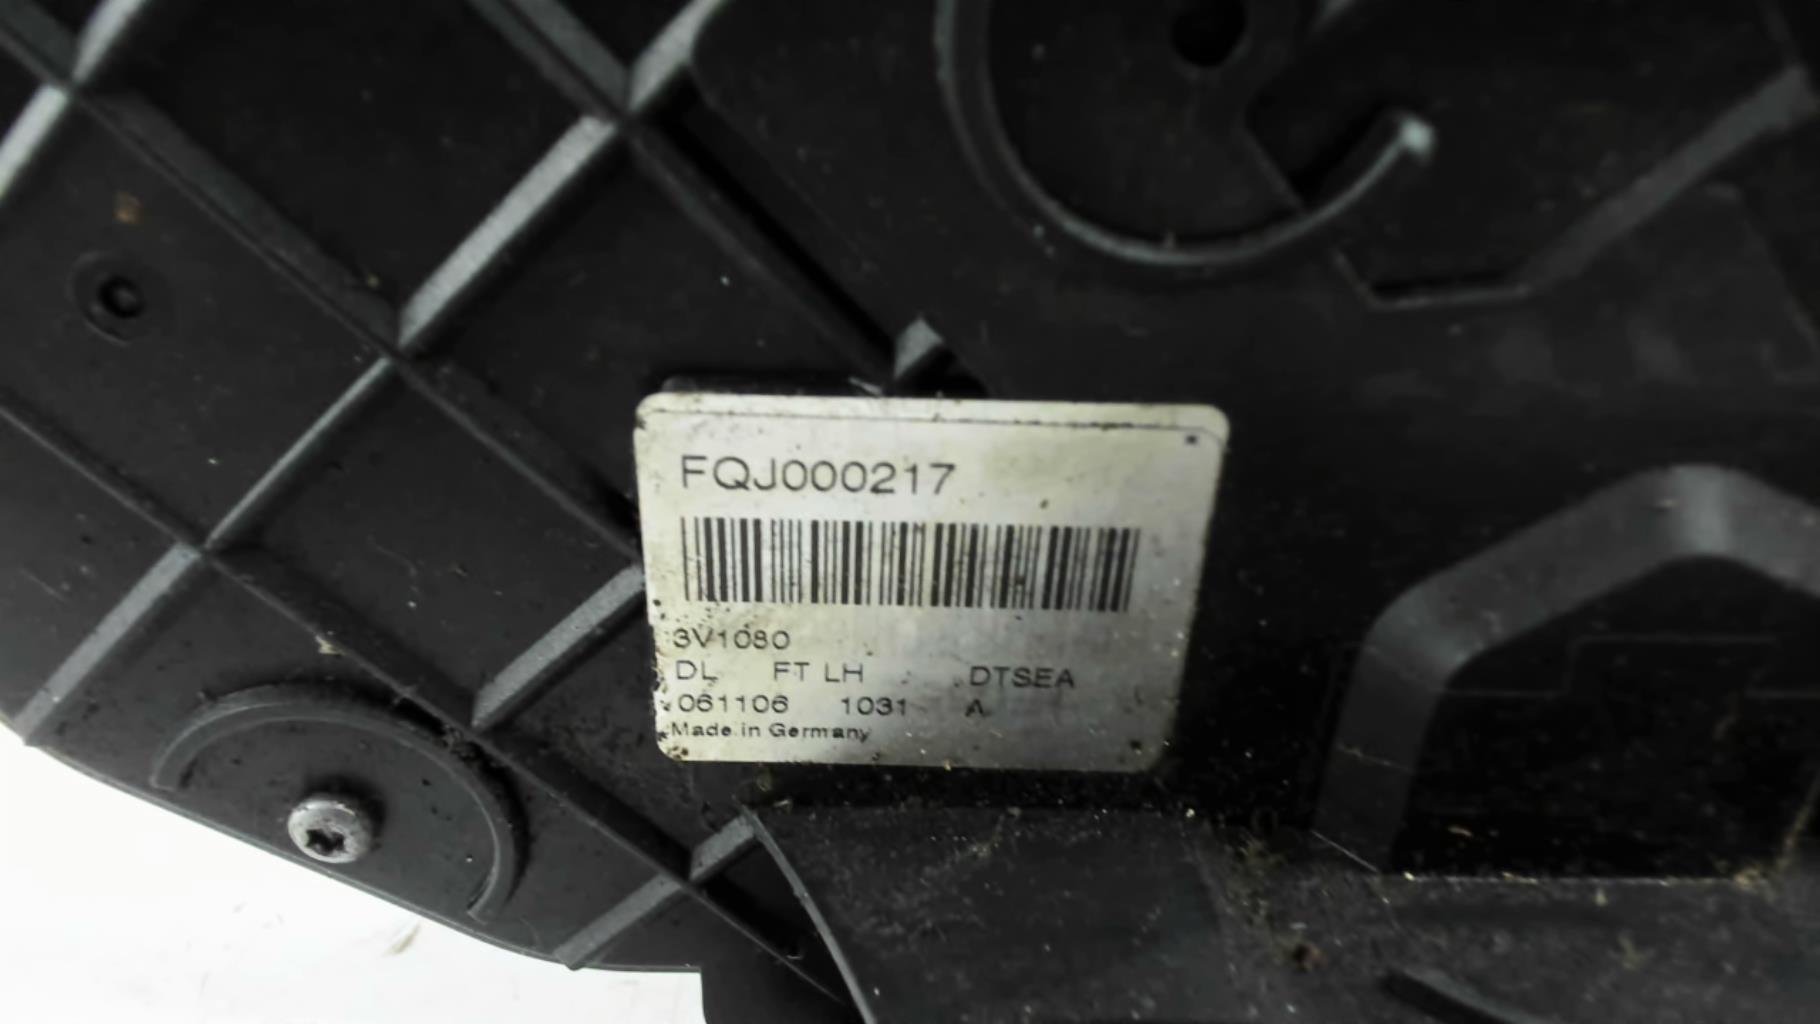 FQJ000217
3V1080
DL FT LH DTSEA
061106 1031 A
Made in Germany